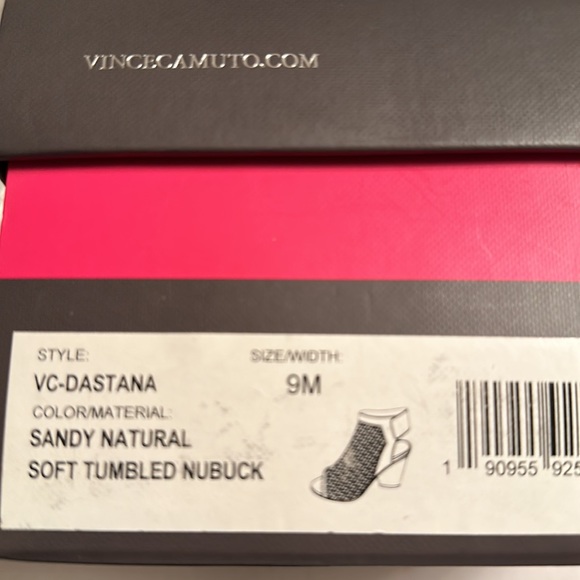 VINCECAMUTO.COM
STYLE: SIZE/WIDTH:
VC-DASTANA 9M
COLOR/MATERIAL:
SANDY NATURAL
SOFT TUMBLED NUBUCK
1 90955 925